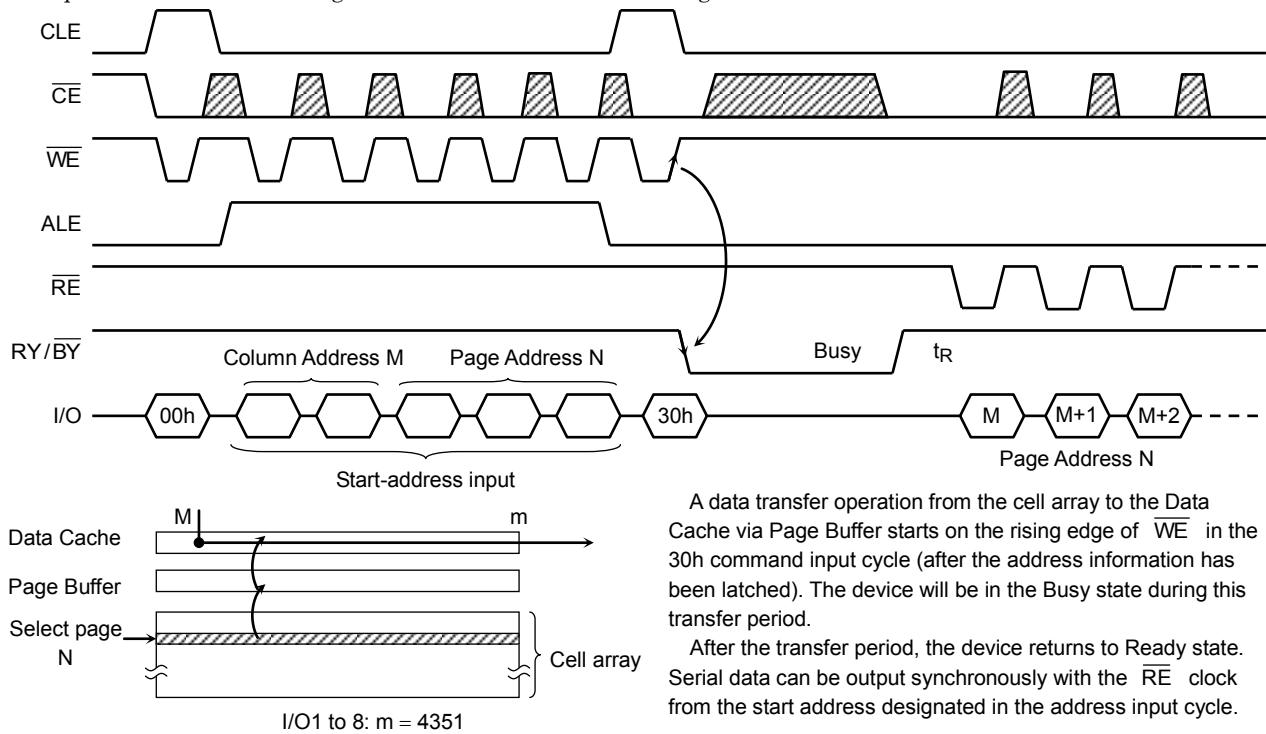 CLE
CE
WE
ALE
RE
RY/BY
Busy
tR
Column Address M
Page Address N
I/O
00h
30h
M
M+1
M+2
Page Address N
Start-address input
M
m
Data Cache
Page Buffer
Select page
N
Cell array
I/O1 to 8: m = 4351
A data transfer operation from the cell array to the Data
Cache via Page Buffer starts on the rising edge of WE in the
30h command input cycle (after the address information has
been latched). The device will be in the Busy state during this
transfer period.
After the transfer period, the device returns to Ready state.
Serial data can be output synchronously with the RE clock
from the start address designated in the address input cycle.